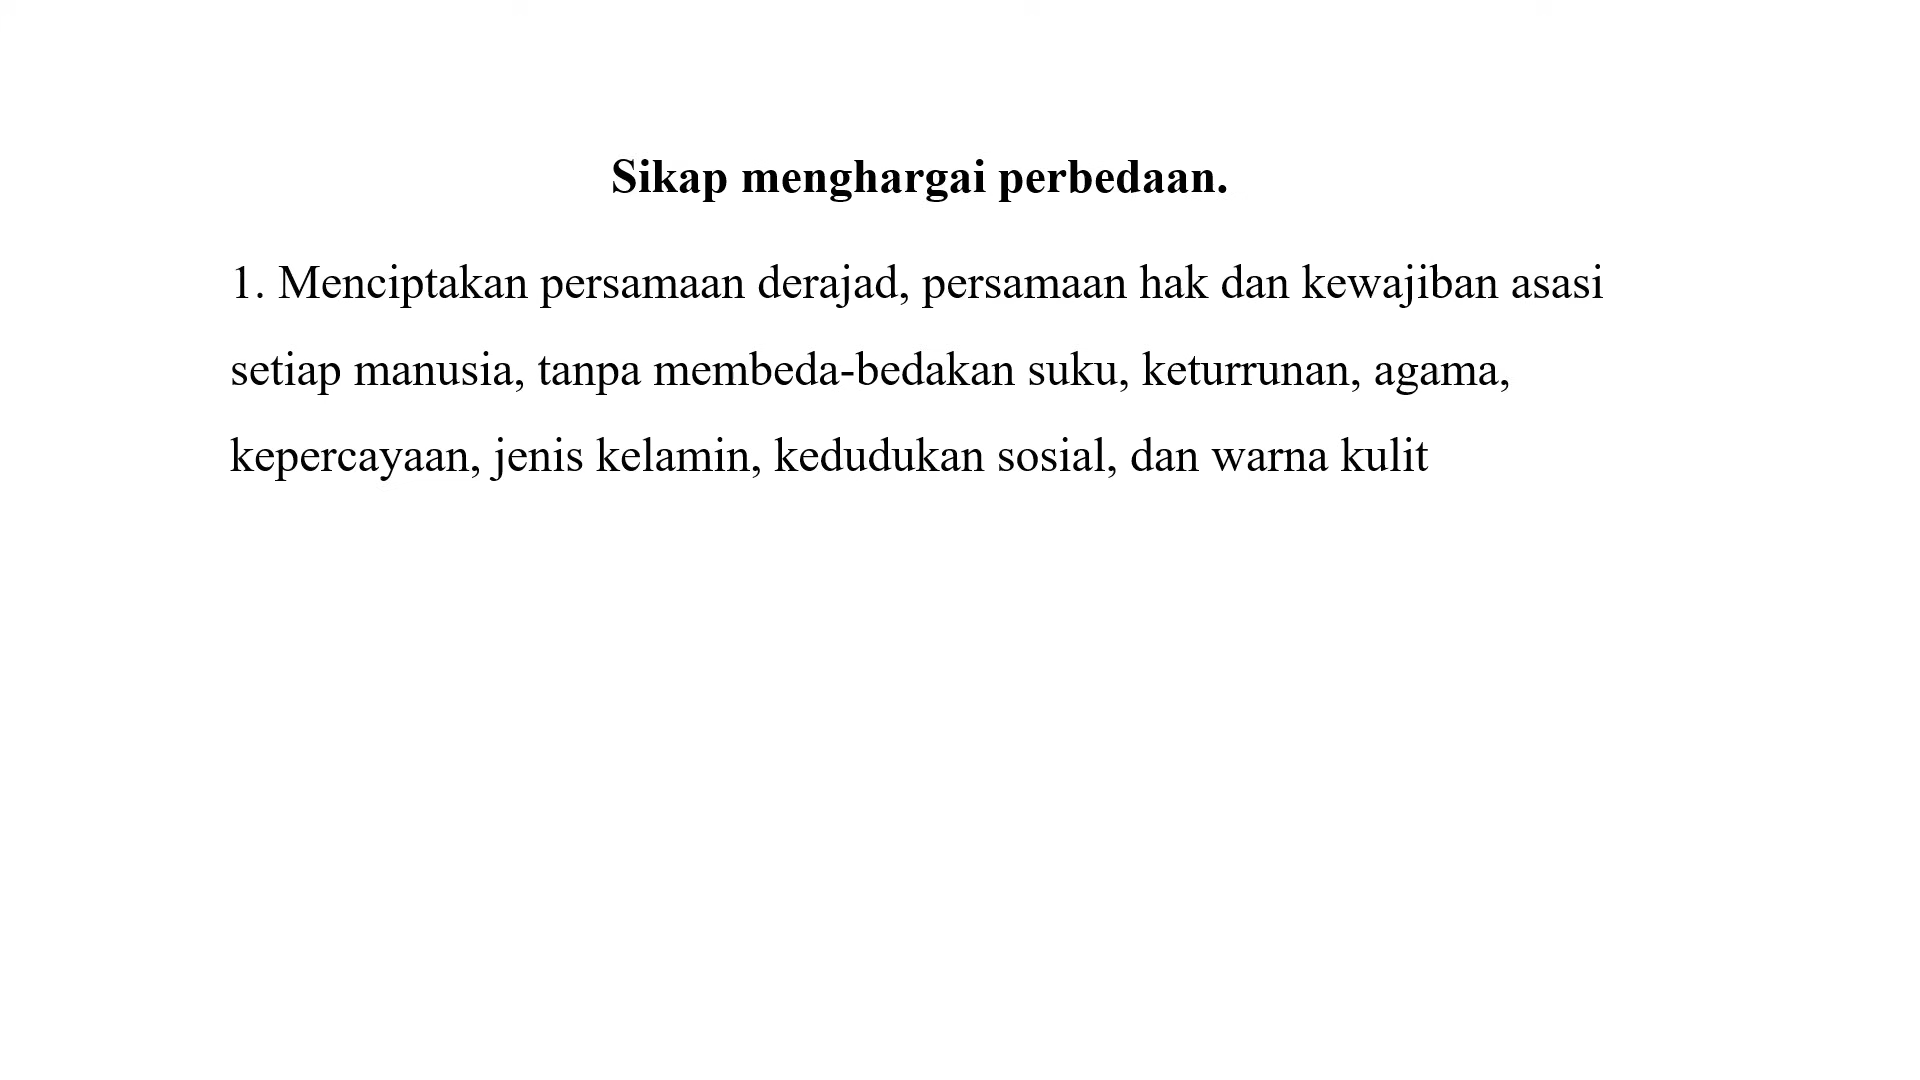 Sikap menghargai perbedaan.
1. Menciptakan persamaan derajad, persamaan hak dan kewajiban asasi
setiap manusia, tanpa membeda-bedakan suku, keturrunan, agama,
kepercayaan, jenis kelamin, kedudukan sosial, dan warna kulit